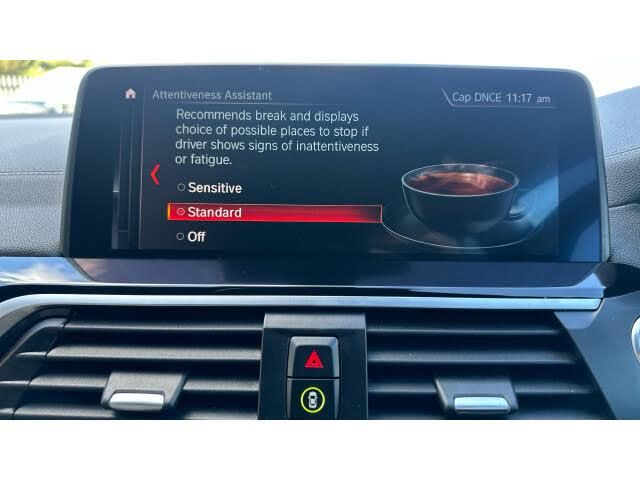 Attentiveness Assistant
Cap DNCE 11:17 am
Recommends break and displays
choice of possible places to stop if
driver shows signs of inattentiveness
or fatigue.
Sensitive
Standard
Off